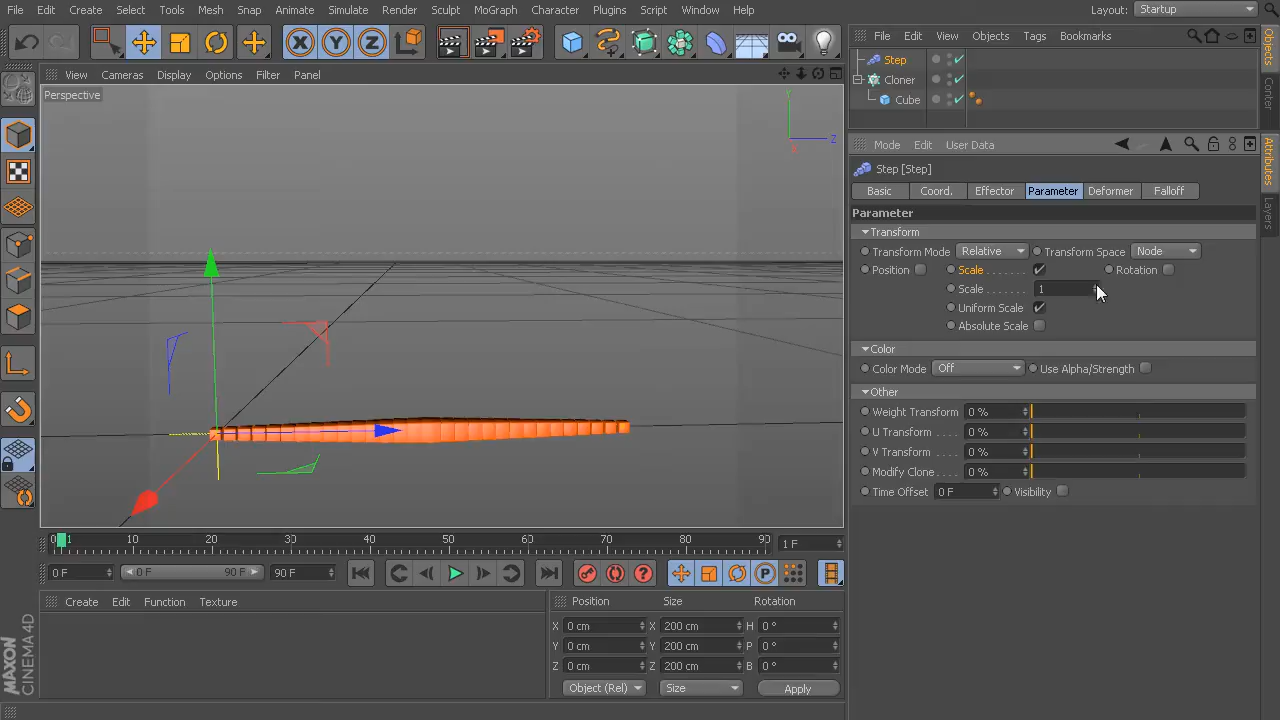 File Edit Create Select Tools Mesh Snap Animate Simulate Render Sculpt MoGraph Character Plugins Script Window Help Layout: Startup
X Y Z
File Edit View Objects Tags Bookmarks
View Cameras Display Options Filter Panel
Perspective
Y
Z
X
Step
Cloner
Cube
Objects
Conter
Mode Edit User Data
Attributes
Layers
Step [Step]
Basic Coord. Effector Parameter Deformer Falloff
Parameter
Transform
Transform Mode Relative Transform Space Node
Position Scale Rotation
Scale 1
Uniform Scale
Absolute Scale
Color
Color Mode Off Use Alpha/Strength
Other
Weight Transform 0 %
U Transform 0 %
V Transform 0 %
Modify Clone 0 %
Time Offset 0 F Visibility
0 1 10 20 30 40 50 60 70 80 90 1 F
0 F 0 F 90 F 90 F
P
Create Edit Function Texture
Position Size Rotation
X 0 cm X 200 cm H 0 °
Y 0 cm Y 200 cm P 0 °
Z 0 cm Z 200 cm B 0 °
Object (Rel) Size Apply
MAXON
CINEMA 4D